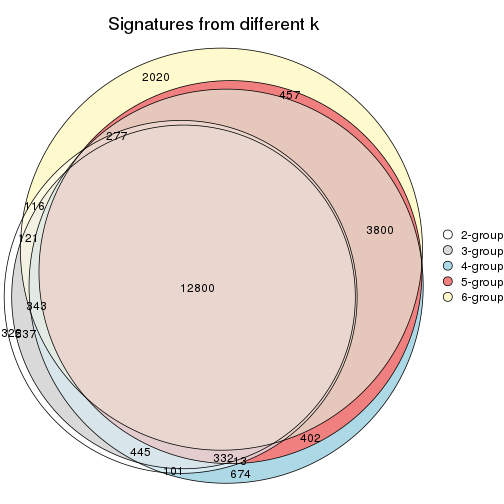 Signatures from different k
2020
457
277
3800
116
121
12800
343
337
402
445
332
13
101
674
2-group
3-group
4-group
5-group
6-group